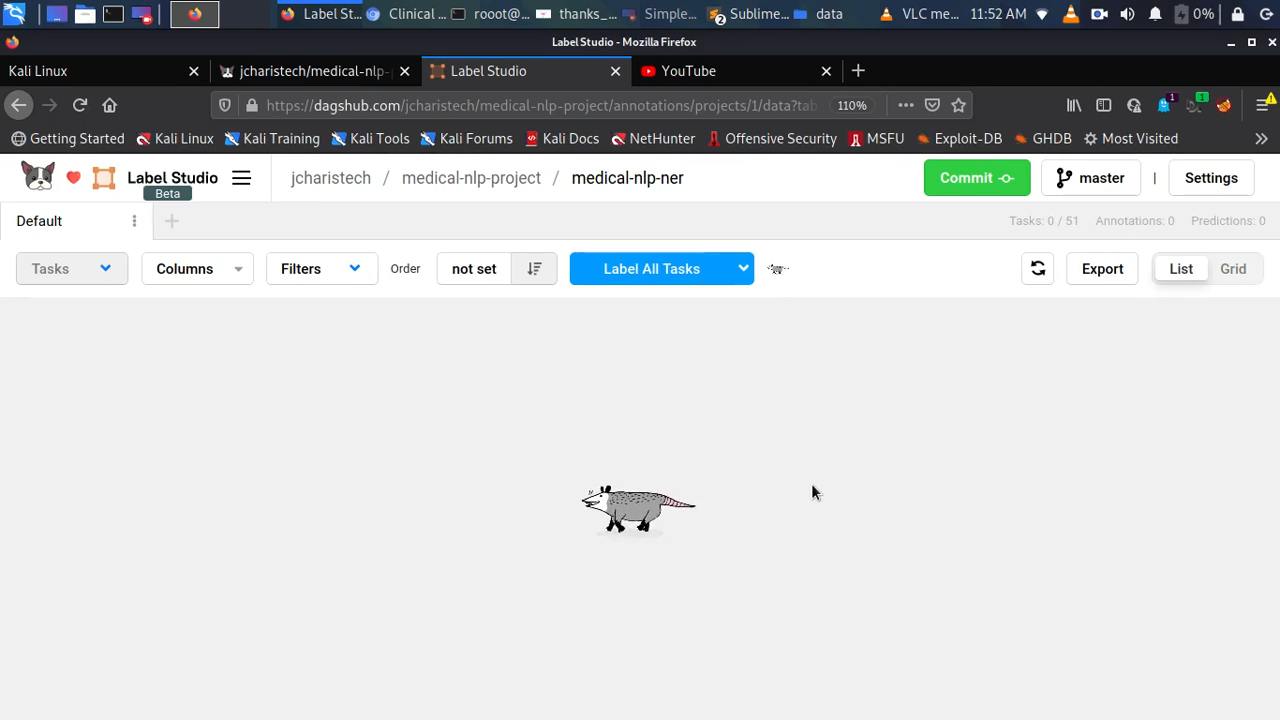 Label St... Clinical ... rooot@... thanks_... Simple... 2 Sublime... data VLC me... 11:52 AM 0%
Label Studio - Mozilla Firefox
Kali Linux jcharistech/medical-nlp- Label Studio YouTube
https://dagshub.com/jcharistech/medical-nlp-project/annotations/projects/1/data?tab 110% 1 1
Getting Started Kali Linux Kali Training Kali Tools Kali Forums Kali Docs NetHunter Offensive Security MSFU Exploit-DB GHDB Most Visited
Label Studio jcharistech / medical-nlp-project / medical-nlp-ner Commit master | Settings
Beta
Default Tasks: 0 / 51 Annotations: 0 Predictions: 0
Tasks Columns Filters Order not set Label All Tasks Export List Grid